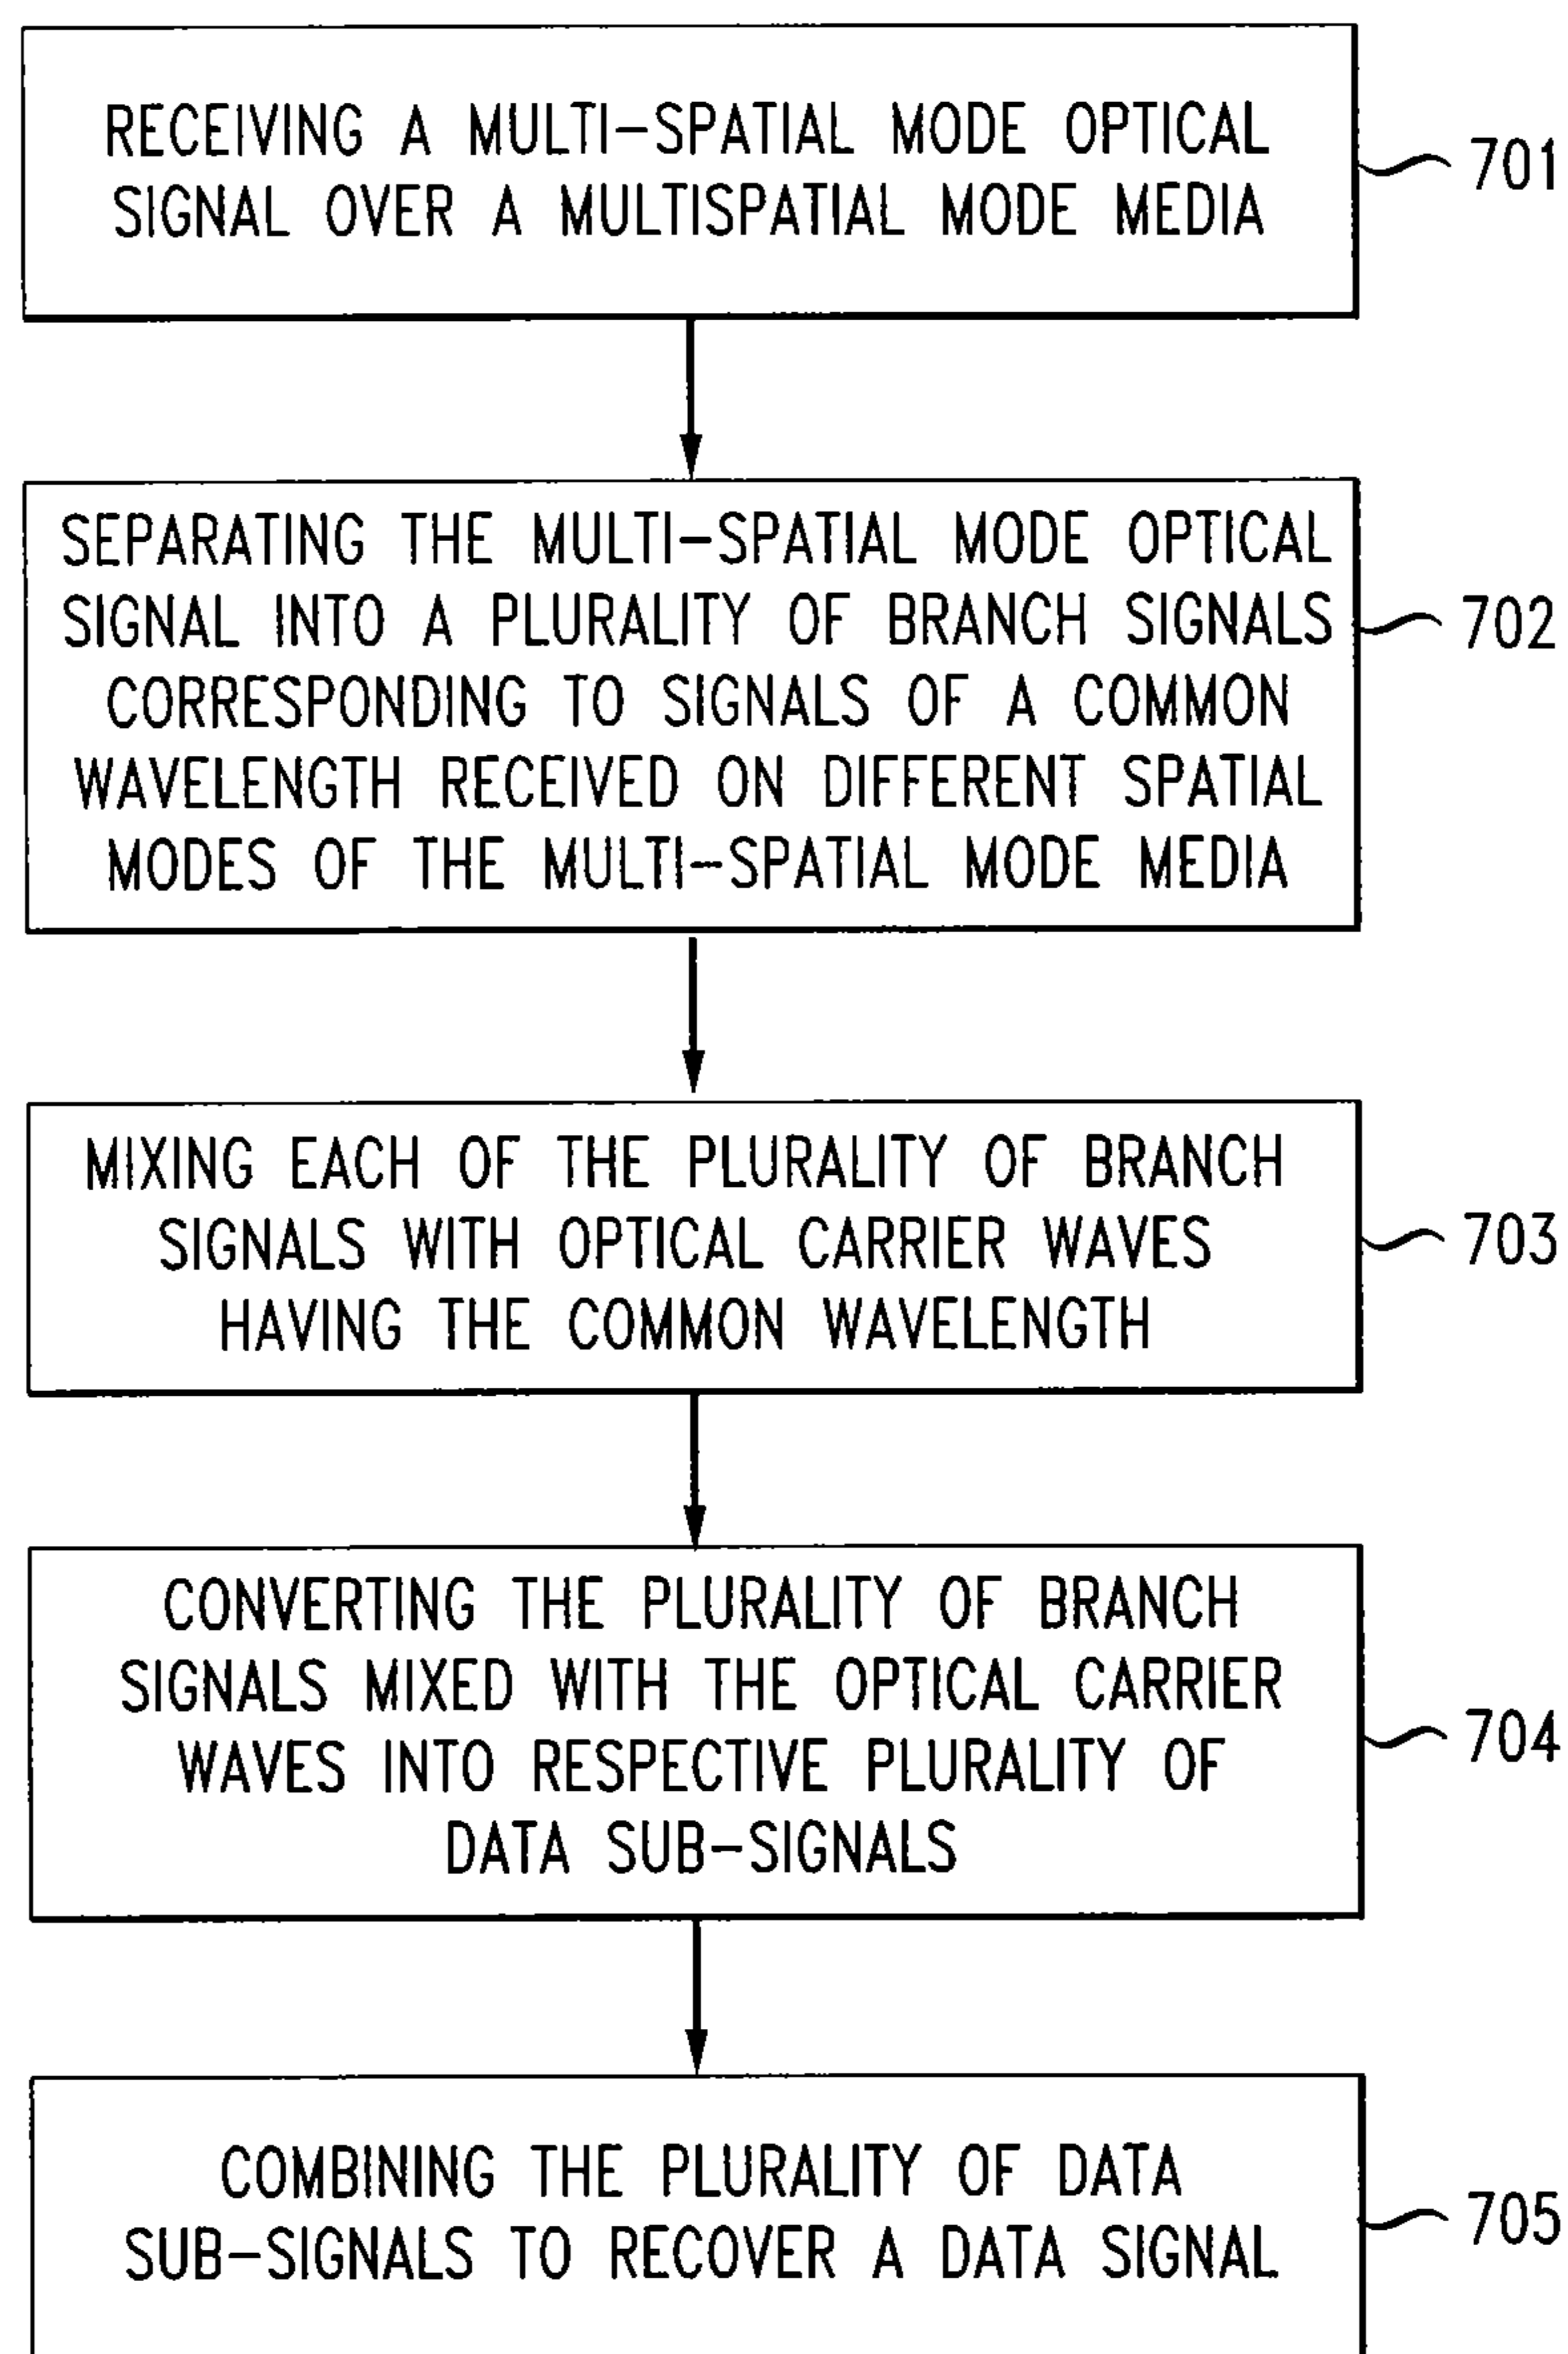 RECEIVING A MULTI-SPATIAL MODE OPTICAL
SIGNAL OVER A MULTISPATIAL MODE MEDIA
701
SEPARATING THE MULTI-SPATIAL MODE OPTICAL
SIGNAL INTO A PLURALITY OF BRANCH SIGNALS
CORRESPONDING TO SIGNALS OF A COMMON
WAVELENGTH RECEIVED ON DIFFERENT SPATIAL
MODES OF THE MULTI-SPATIAL MODE MEDIA
702
MIXING EACH OF THE PLURALITY OF BRANCH
SIGNALS WITH OPTICAL CARRIER WAVES
HAVING THE COMMON WAVELENGTH
703
CONVERTING THE PLURALITY OF BRANCH
SIGNALS MIXED WITH THE OPTICAL CARRIER
WAVES INTO RESPECTIVE PLURALITY OF
DATA SUB-SIGNALS
704
COMBINING THE PLURALITY OF DATA
SUB-SIGNALS TO RECOVER A DATA SIGNAL
705